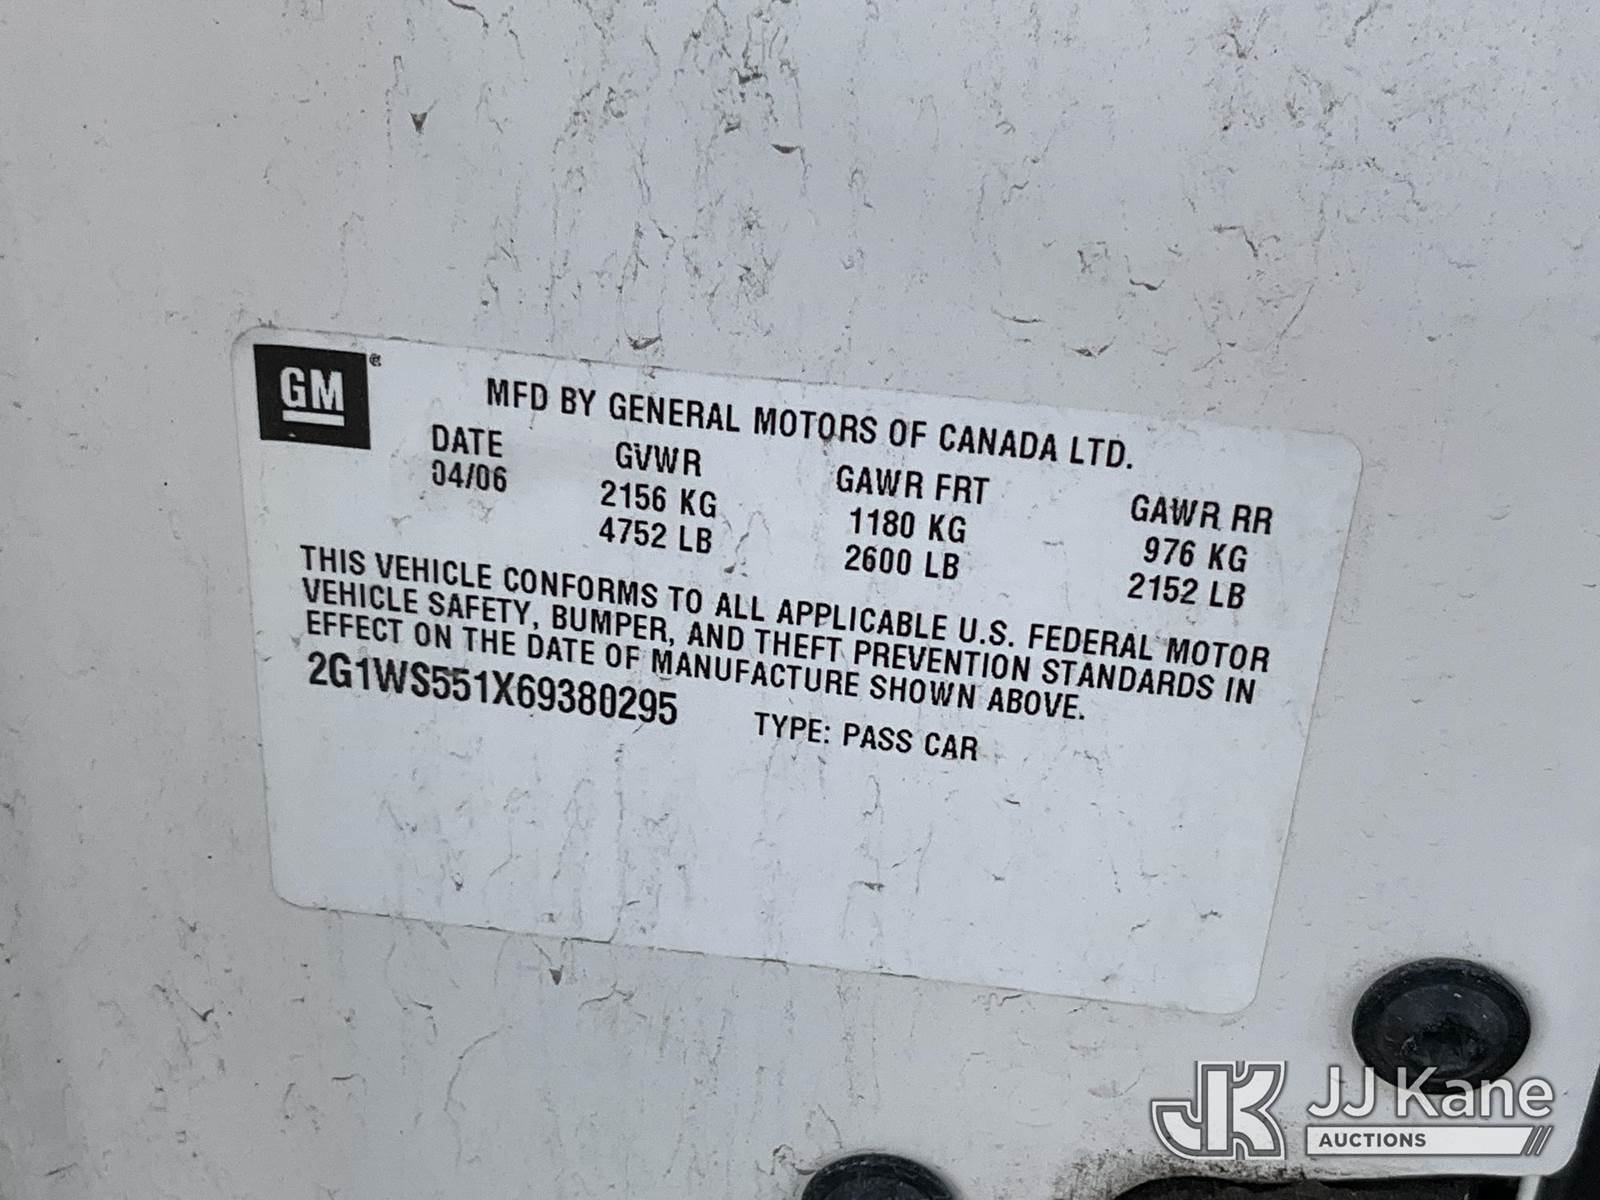 GM®
MFD BY GENERAL MOTORS OF CANADA LTD.
DATE GVWR GAWR FRT GAWR RR
04/06 2156 KG 1180 KG 976 KG
4752 LB 2600 LB 2152 LB
THIS VEHICLE CONFORMS TO ALL APPLICABLE U.S. FEDERAL MOTOR
VEHICLE SAFETY, BUMPER, AND THEFT PREVENTION STANDARDS IN
EFFECT ON THE DATE OF MANUFACTURE SHOWN ABOVE.
2G1WS551X69380295 TYPE: PASS CAR
JK JJ Kane
AUCTIONS